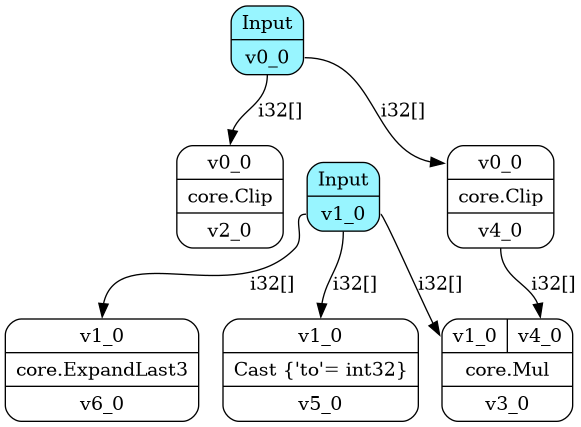 Input
v0_0
i32[]
i32[]
v0_0
core.Clip
v2_0
v0_0
core.Clip
v4_0
Input
v1_0
i32[]
i32[]
i32[]
i32[]
v1_0
core.ExpandLast3
v6_0
v1_0
Cast {'to'= int32}
v5_0
v1_0 v4_0
core.Mul
v3_0